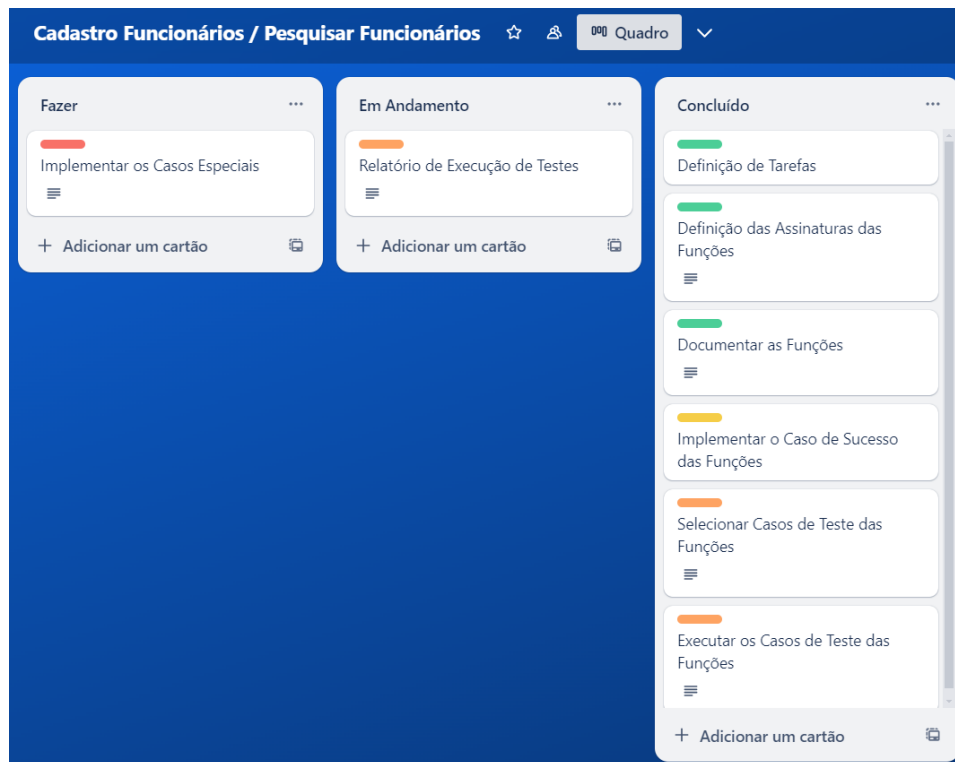 Cadastro Funcionários / Pesquisar Funcionários
Quadro
Fazer
Implementar os Casos Especiais
Adicionar um cartão
Em Andamento
Relatório de Execução de Testes
Adicionar um cartão
Concluído
Definição de Tarefas
Definição das Assinaturas das
Funções
Documentar as Funções
Implementar o Caso de Sucesso
das Funções
Selecionar Casos de Teste das
Funções
Executar os Casos de Teste das
Funções
Adicionar um cartão